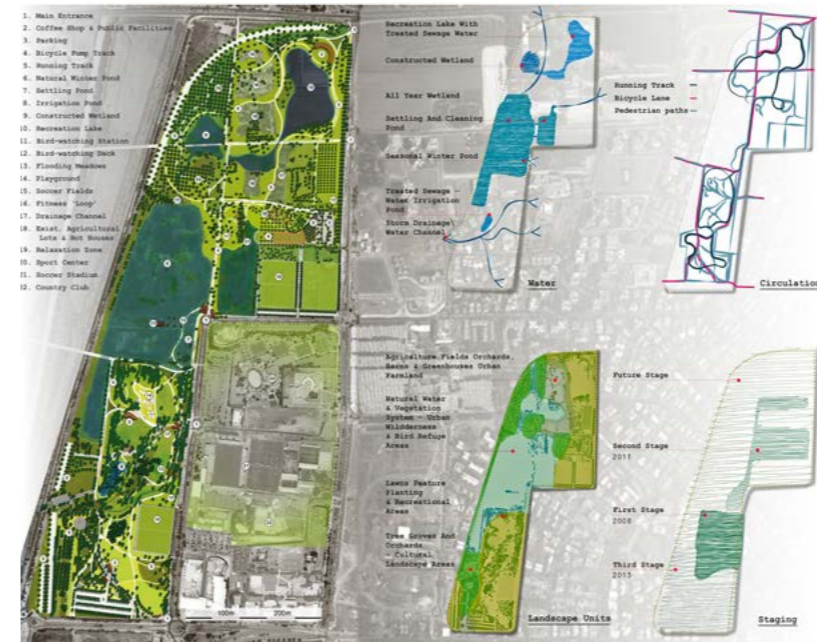 1. Main Entrance
2. Coffee Shop & Public Facilities
3. Parking
4. Bicycle Pump Track
5. Running Track
6. Natural Winter Pond
7. Settling Pond
8. Irrigation Pond
9. Constructed Wetland
10. Recreation Lake
11. Bird-watching Station
12. Bird-watching Deck
13. Flooding Meadows
14. Playground
15. Soccer Fields
16. Fitness 'Loop'
17. Drainage Channel
18. Exist. Agricultural
Lots & Hot Houses
19. Relaxation Zone
20. Sport Center
21. Soccer Stadium
22. Country Club
100m
200m
Recreation Lake With
Treated Sewage Water
Constructed Wetland
All Year Wetland
Settling And Cleaning
Pond
Seasonal Winter Pond
Treated Sewage -
Water Irrigation
Pond
Storm Drainage
Water Channel
Water
Running Track
Bicycle Lane
Pedestrian paths
Circulation
Agriculture Fields Orchards,
Barns & Greenhouses Urban
Farmland
Natural Water
& Vegetation
System - Urban
Wildderness
& Bird Refuge
Areas
Lawns Feature
Planting
& Recreational
Areas
Tree Groves And
Orchards
- Cultural
Landscape Areas
Landscape Units
Future Stage
Second Stage
2011
First Stage
2008
Third Stage
2015
Staging